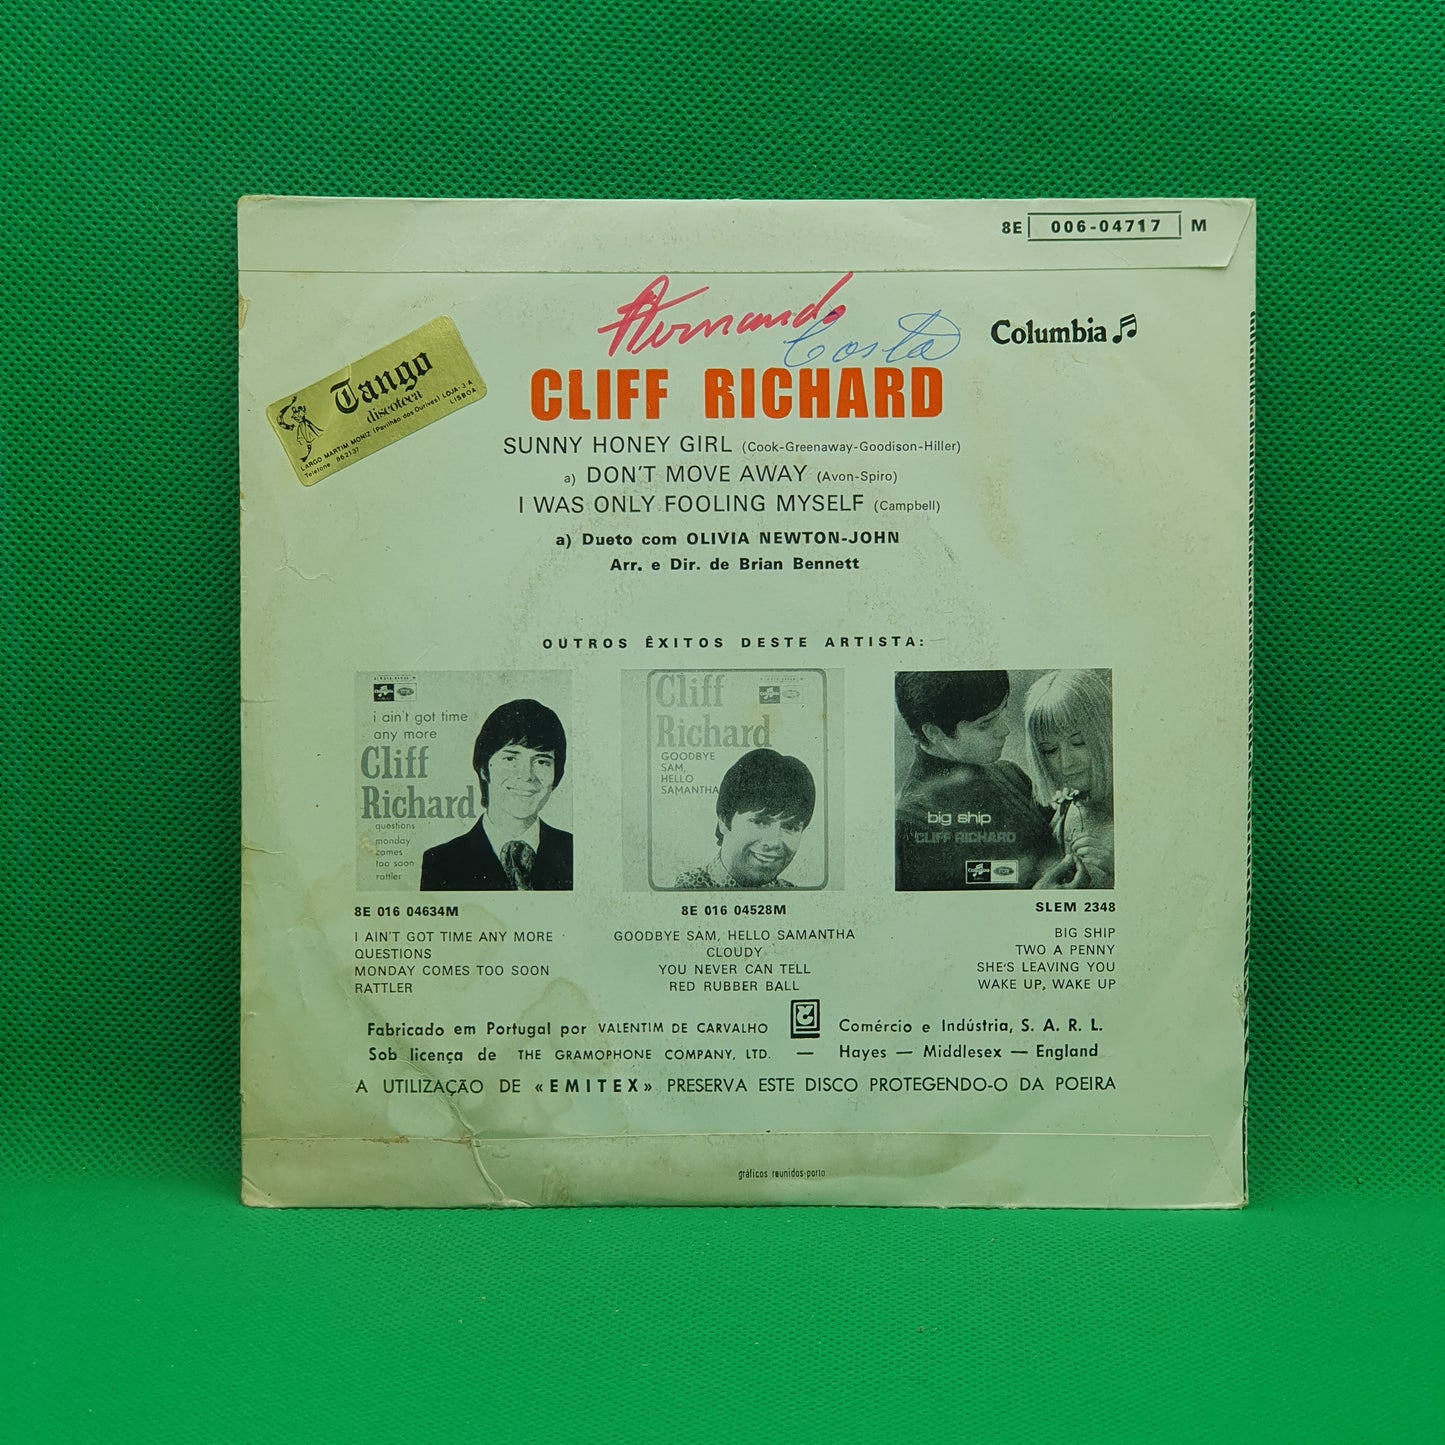 8E 006-04717 M
Hernando
Costa
Columbia
Tango
discoteca
LARGO MARTIM MONIZ (Pavilhão dos Ourives) LOJA-3 A
Telefone 862137 LISBOA
CLIFF RICHARD
SUNNY HONEY GIRL (Cook-Greenaway-Goodison-Hiller)
a) DON'T MOVE AWAY (Avon-Spiro)
I WAS ONLY FOOLING MYSELF (Campbell)
a) Dueto com OLIVIA NEWTON-JOHN
Arr. e Dir. de Brian Bennett
OUTROS ÊXITOS DESTE ARTISTA:
i ain't got time
any more
Cliff
Richard
questions
monday
comes
too soon
rattler
8E 016 04634M
I AIN'T GOT TIME ANY MORE
QUESTIONS
MONDAY COMES TOO SOON
RATTLER
Cliff
Richard
GOODBYE
SAM,
HELLO
SAMANTHA
8E 016 04528M
GOODBYE SAM, HELLO SAMANTHA
CLOUDY
YOU NEVER CAN TELL
RED RUBBER BALL
big ship
CLIFF RICHARD
Columbia
SLEM 2348
BIG SHIP
TWO A PENNY
SHE'S LEAVING YOU
WAKE UP, WAKE UP
Fabricado em Portugal por VALENTIM DE CARVALHO Comércio e Indústria, S. A. R. L.
Sob licença de THE GRAMOPHONE COMPANY, LTD. — Hayes — Middlesex — England
A UTILIZAÇÃO DE «EMITEX» PRESERVA ESTE DISCO PROTEGENDO-O DA POEIRA
gráficos reunidos-porto